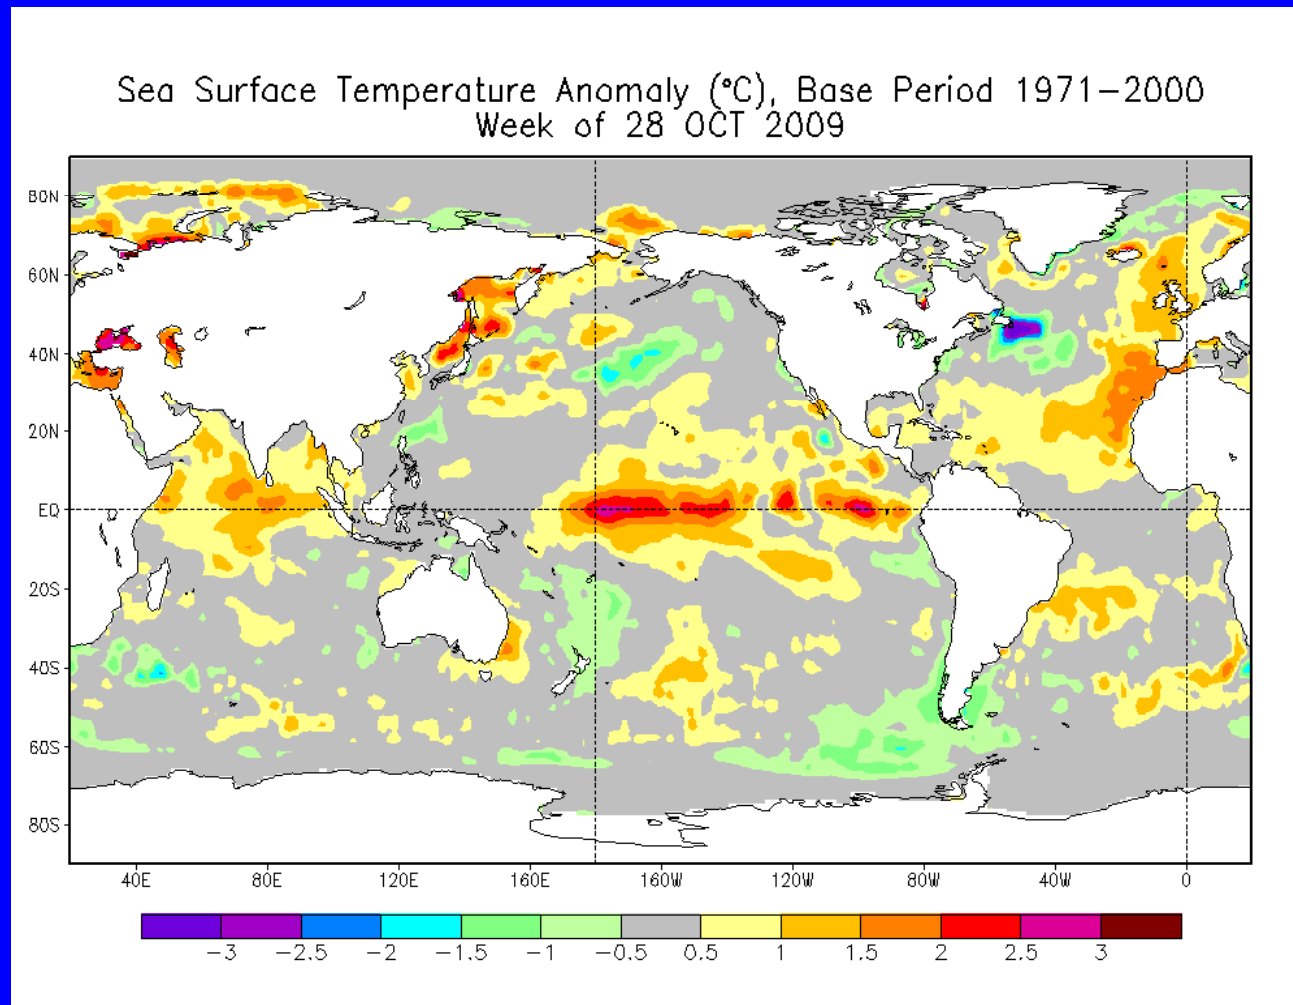 Sea Surface Temperature Anomaly (°C), Base Period 1971−2000
Week of 28 OCT 2009
80N
60N
40N
20N
EQ
20S
40S
60S
80S
40E 80E 120E 160E 160W 120W 80W 40W 0
−3 −2.5 −2 −1.5 −1 −0.5 0.5 1 1.5 2 2.5 3